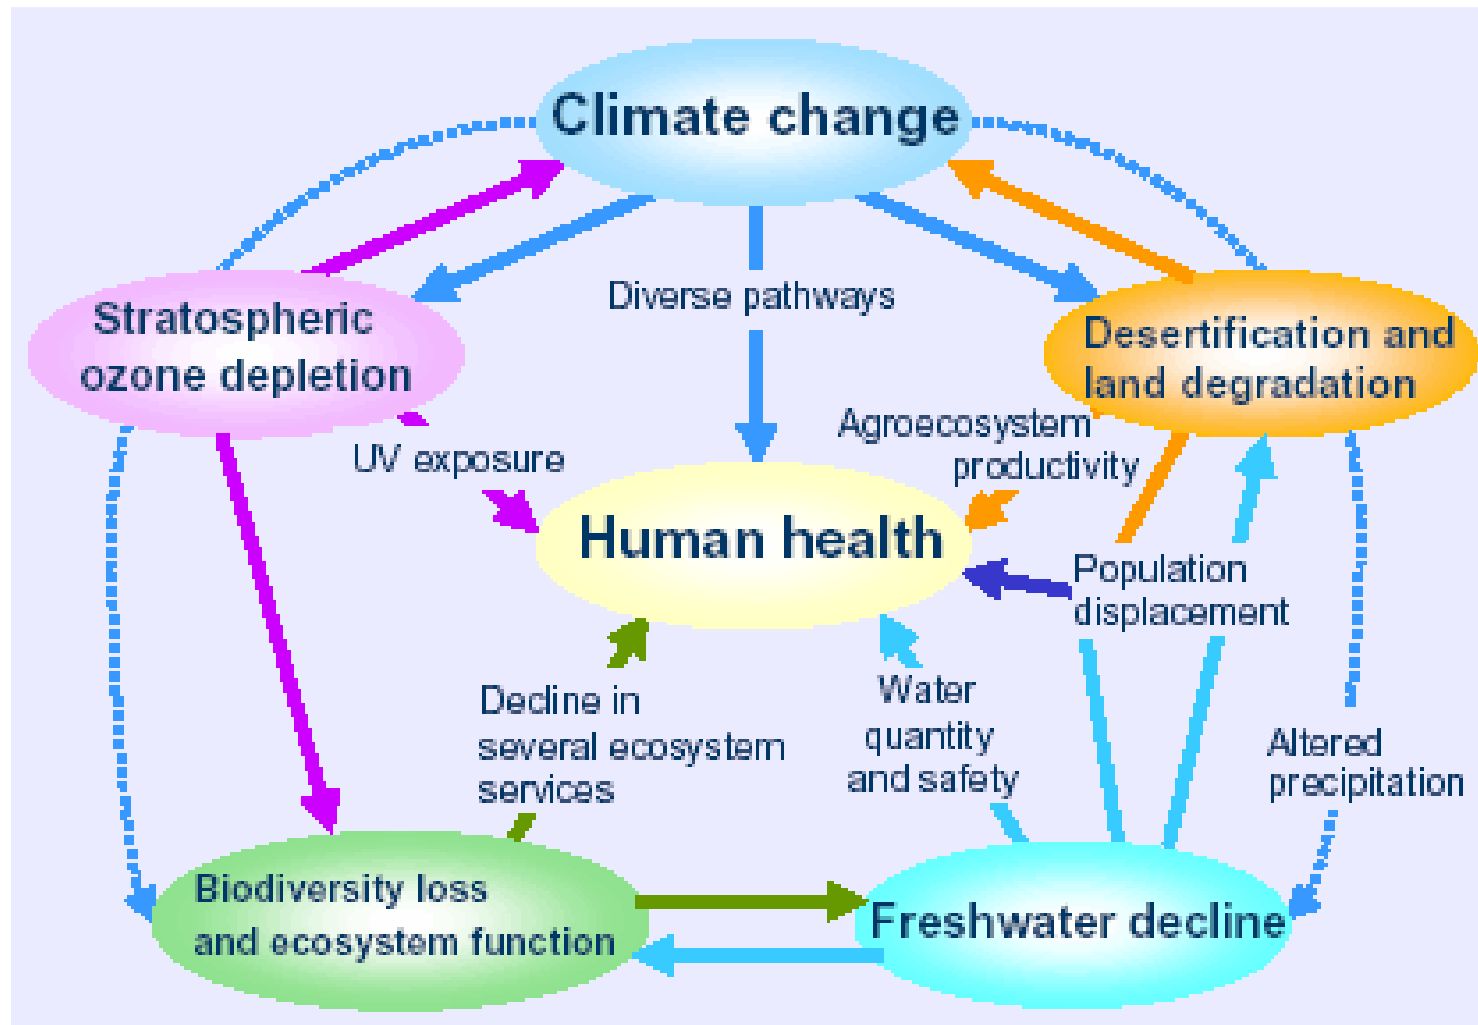 Climate change
Diverse pathways
Stratospheric
ozone depletion
Desertification and
land degradation
UV exposure
Agroecosystem
productivity
Human health
Population
displacement
Decline in
several ecosystem
services
Water
quantity
and safety
Altered
precipitation
Biodiversity loss
and ecosystem function
Freshwater decline